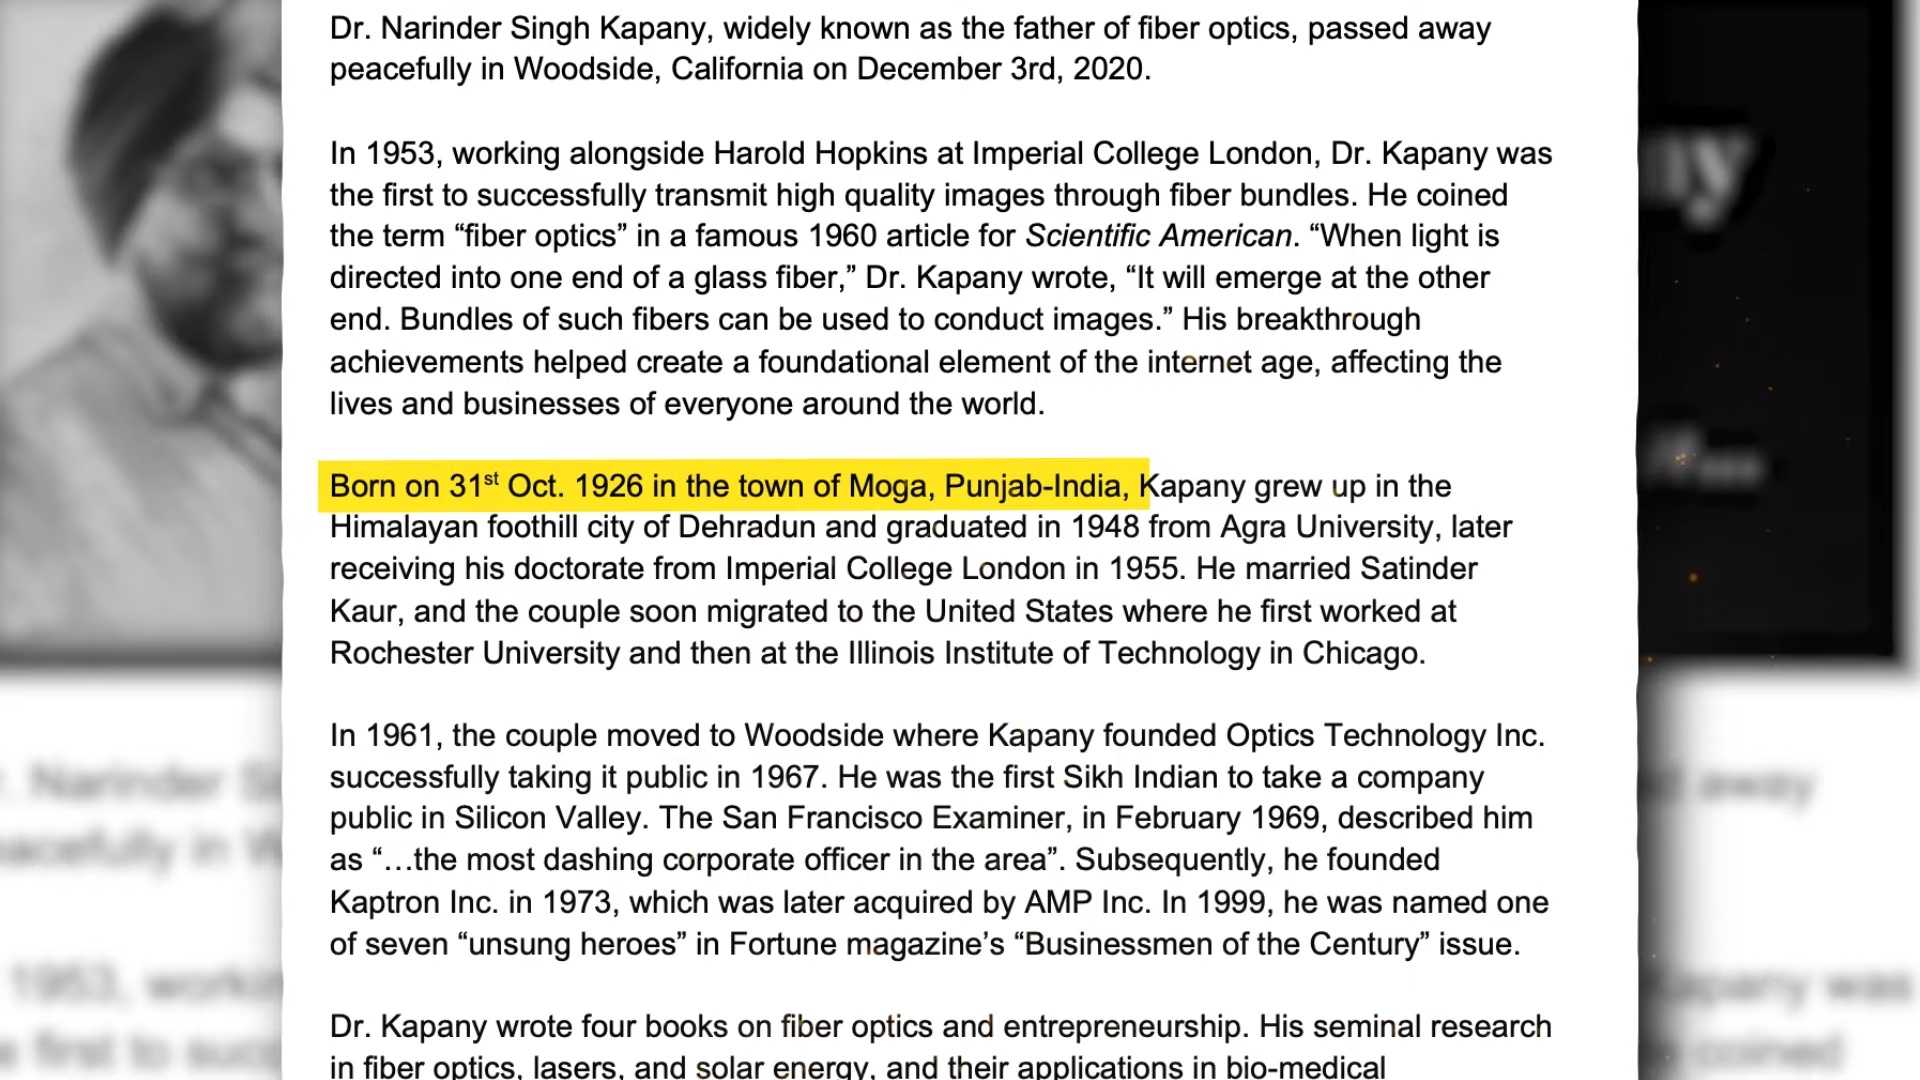 Dr. Narinder Singh Kapany, widely known as the father of fiber optics, passed away
peacefully in Woodside, California on December 3rd, 2020.
In 1953, working alongside Harold Hopkins at Imperial College London, Dr. Kapany was
the first to successfully transmit high quality images through fiber bundles. He coined
the term “fiber optics” in a famous 1960 article for Scientific American. “When light is
directed into one end of a glass fiber,” Dr. Kapany wrote, “It will emerge at the other
end. Bundles of such fibers can be used to conduct images.” His breakthrough
achievements helped create a foundational element of the internet age, affecting the
lives and businesses of everyone around the world.
Born on 31st Oct. 1926 in the town of Moga, Punjab-India, Kapany grew up in the
Himalayan foothill city of Dehradun and graduated in 1948 from Agra University, later
receiving his doctorate from Imperial College London in 1955. He married Satinder
Kaur, and the couple soon migrated to the United States where he first worked at
Rochester University and then at the Illinois Institute of Technology in Chicago.
In 1961, the couple moved to Woodside where Kapany founded Optics Technology Inc.
successfully taking it public in 1967. He was the first Sikh Indian to take a company
public in Silicon Valley. The San Francisco Examiner, in February 1969, described him
as “…the most dashing corporate officer in the area”. Subsequently, he founded
Kaptron Inc. in 1973, which was later acquired by AMP Inc. In 1999, he was named one
of seven “unsung heroes” in Fortune magazine’s “Businessmen of the Century” issue.
Dr. Kapany wrote four books on fiber optics and entrepreneurship. His seminal research
in fiber optics, lasers, and solar energy, and their applications in bio-medical